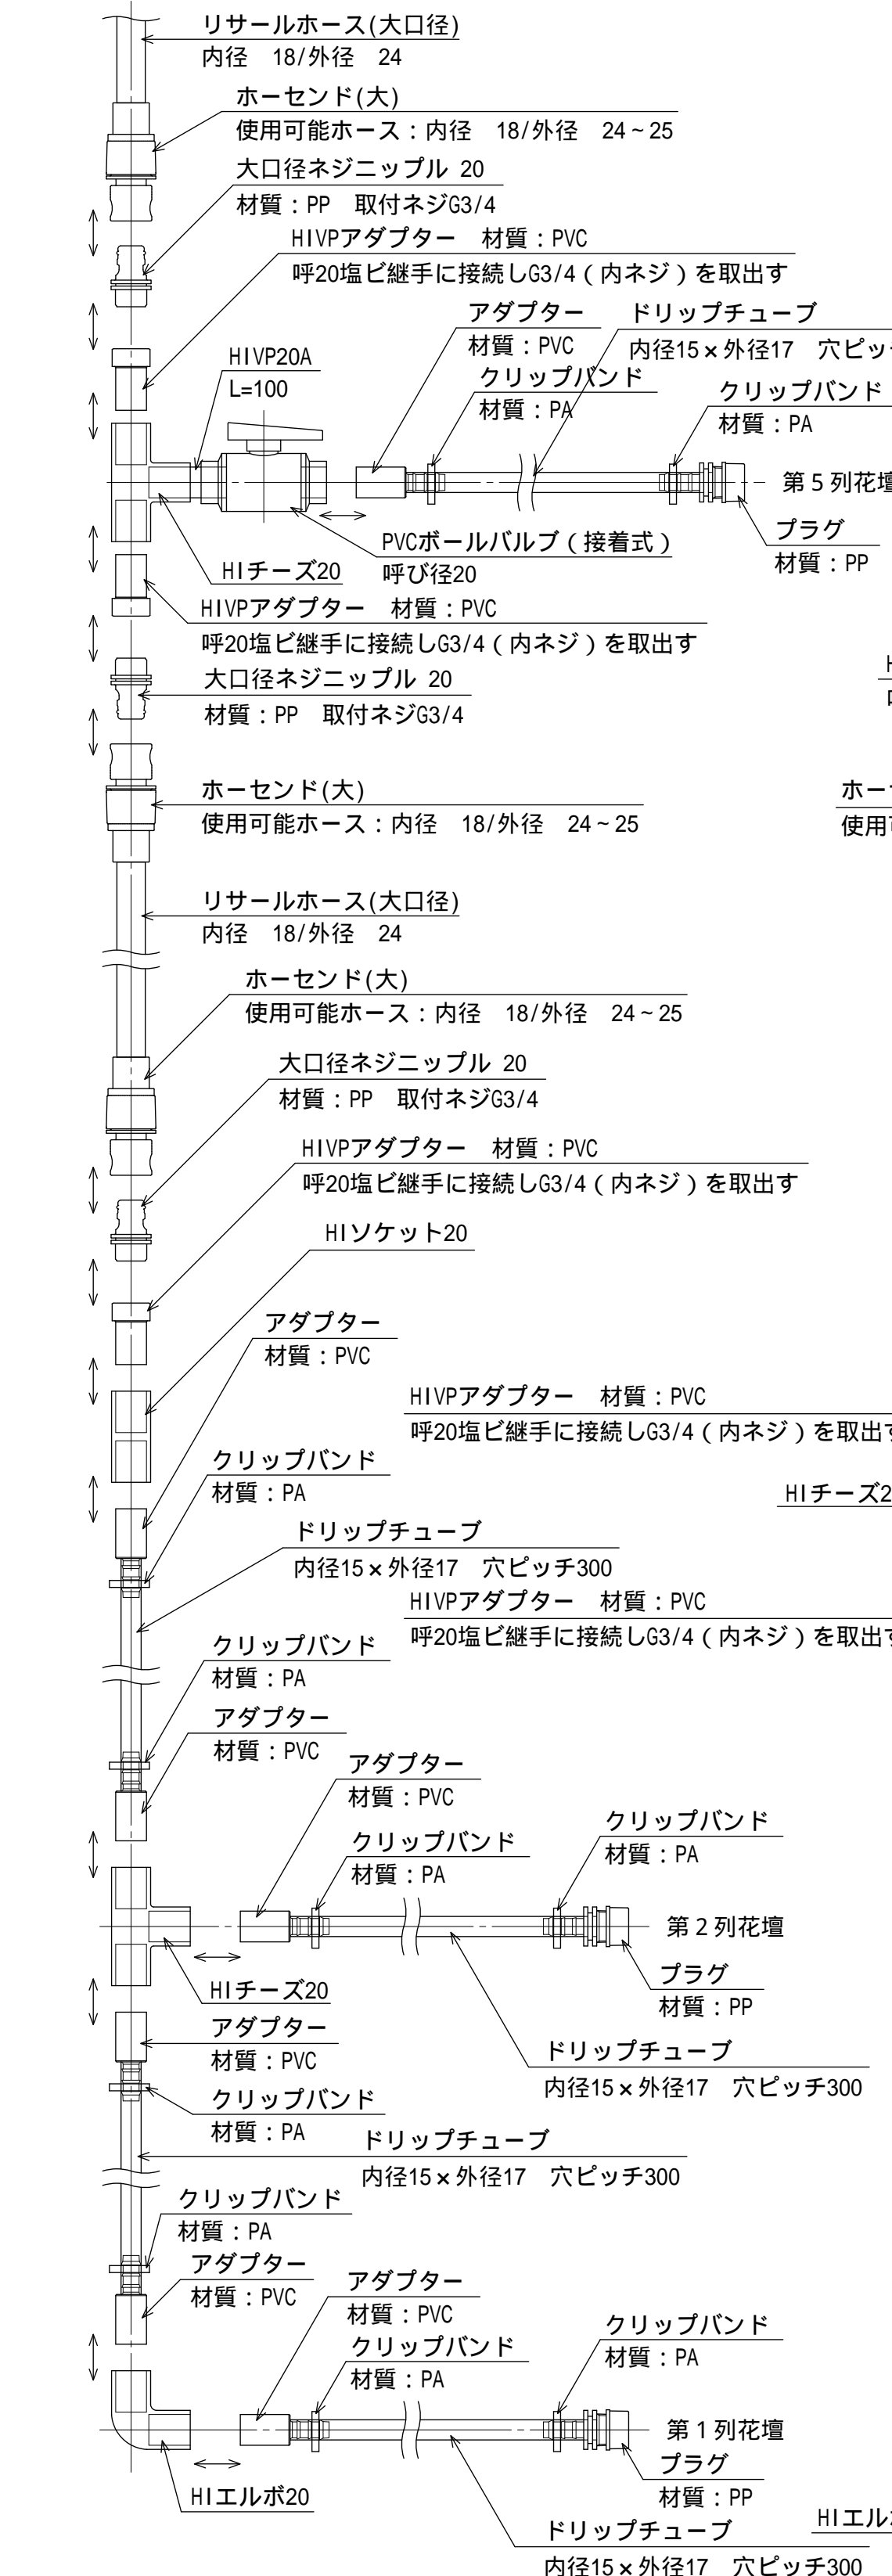 リサールホース(大口径)
内径　18/外径　24
ホーセンド(大)
使用可能ホース：内径　18/外径　24～25
大口径ネジニップル 20
材質：PP　取付ネジG3/4
HIVPアダプター　材質：PVC
呼20塩ビ継手に接続しG3/4（内ネジ）を取出す
アダプター
材質：PVC
ドリップチューブ
内径15×外径17　穴ピッ
HIVP20A
L=100
クリップバンド
材質：PA
クリップバンド
材質：PA
第５列花壇
プラグ
材質：PP
PVCボールバルブ（接着式）
呼び径20
HIチーズ20
HIVPアダプター　材質：PVC
呼20塩ビ継手に接続しG3/4（内ネジ）を取出す
大口径ネジニップル 20
材質：PP　取付ネジG3/4
H
ホーセンド(大)
使用可能ホース：内径　18/外径　24～25
ホー
使用
リサールホース(大口径)
内径　18/外径　24
ホーセンド(大)
使用可能ホース：内径　18/外径　24～25
大口径ネジニップル 20
材質：PP　取付ネジG3/4
HIVPアダプター　材質：PVC
呼20塩ビ継手に接続しG3/4（内ネジ）を取出す
HIソケット20
アダプター
材質：PVC
HIVPアダプター　材質：PVC
呼20塩ビ継手に接続しG3/4（内ネジ）を取出す
クリップバンド
材質：PA
HIチーズ2
ドリップチューブ
内径15×外径17　穴ピッチ300
HIVPアダプター　材質：PVC
呼20塩ビ継手に接続しG3/4（内ネジ）を取出す
クリップバンド
材質：PA
アダプター
材質：PVC
アダプター
材質：PVC
クリップバンド
材質：PA
クリップバンド
材質：PA
第２列花壇
プラグ
材質：PP
HIチーズ20
アダプター
材質：PVC
ドリップチューブ
内径15×外径17　穴ピッチ300
クリップバンド
材質：PA
ドリップチューブ
内径15×外径17　穴ピッチ300
クリップバンド
材質：PA
アダプター
材質：PVC
アダプター
材質：PVC
クリップバンド
材質：PA
クリップバンド
材質：PA
第１列花壇
プラグ
材質：PP
HIエルボ20
HIエル
ドリップチューブ
内径15×外径17　穴ピッチ300